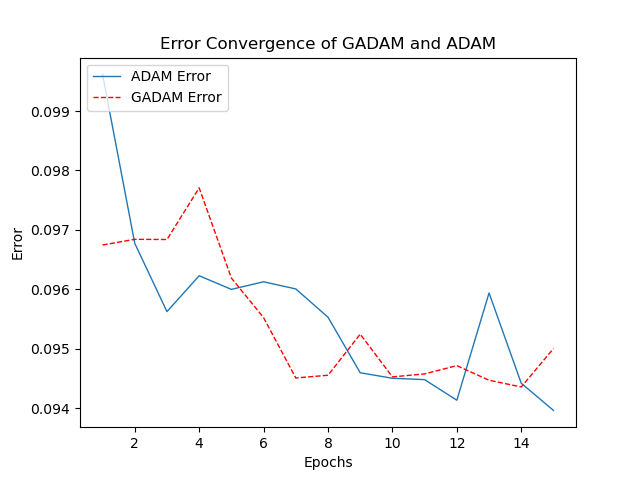 Error Convergence of GADAM and ADAM
ADAM Error
GADAM Error
0.099
0.098
0.097
0.096
0.095
0.094
Error
2 4 6 8 10 12 14
Epochs